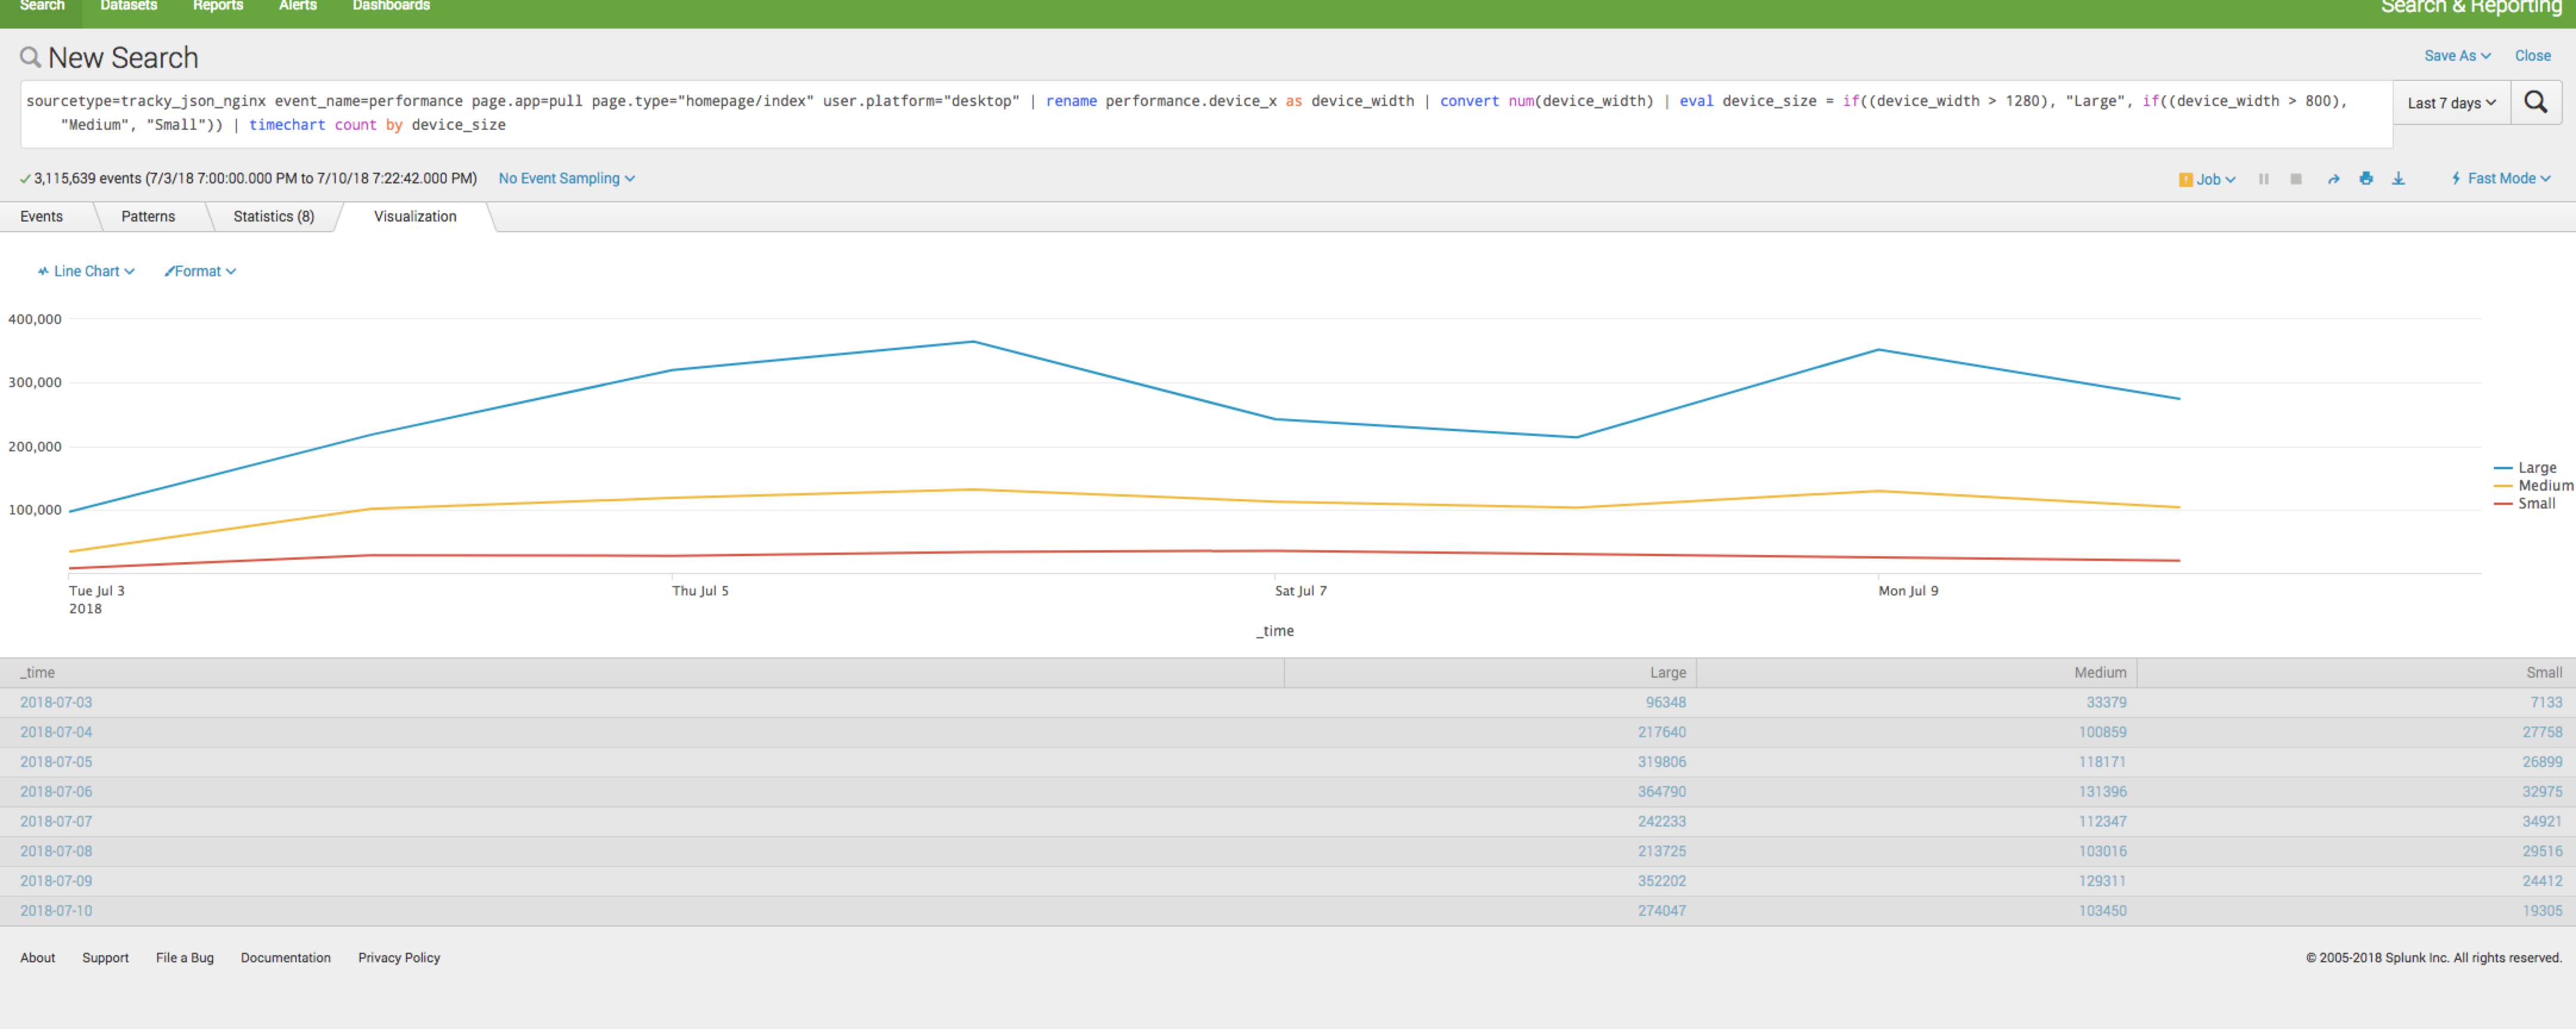 Search Datasets Reports Alerts Dashboards Search & Reporting
New Search Save As Close
sourcetype=tracky_json_nginx event_name=performance page.app=pull page.type="homepage/index" user.platform="desktop" | rename performance.device_x as device_width | convert num(device_width) | eval device_size = if((device_width > 1280), "Large", if((device_width > 800),
"Medium", "Small")) | timechart count by device_size
Last 7 days
3,115,639 events (7/3/18 7:00:00.000 PM to 7/10/18 7:22:42.000 PM) No Event Sampling Job Fast Mode
Events Patterns Statistics (8) Visualization
Line Chart Format
400,000
300,000
200,000
100,000
Large
Medium
Small
Tue Jul 3 Thu Jul 5 Sat Jul 7 Mon Jul 9
2018
_time
_time Large Medium Small
2018-07-03 96348 33379 7133
2018-07-04 217640 100859 27758
2018-07-05 319806 118171 26899
2018-07-06 364790 131396 32975
2018-07-07 242233 112347 34921
2018-07-08 213725 103016 29516
2018-07-09 352202 129311 24412
2018-07-10 274047 103450 19305
About Support File a Bug Documentation Privacy Policy © 2005-2018 Splunk Inc. All rights reserved.